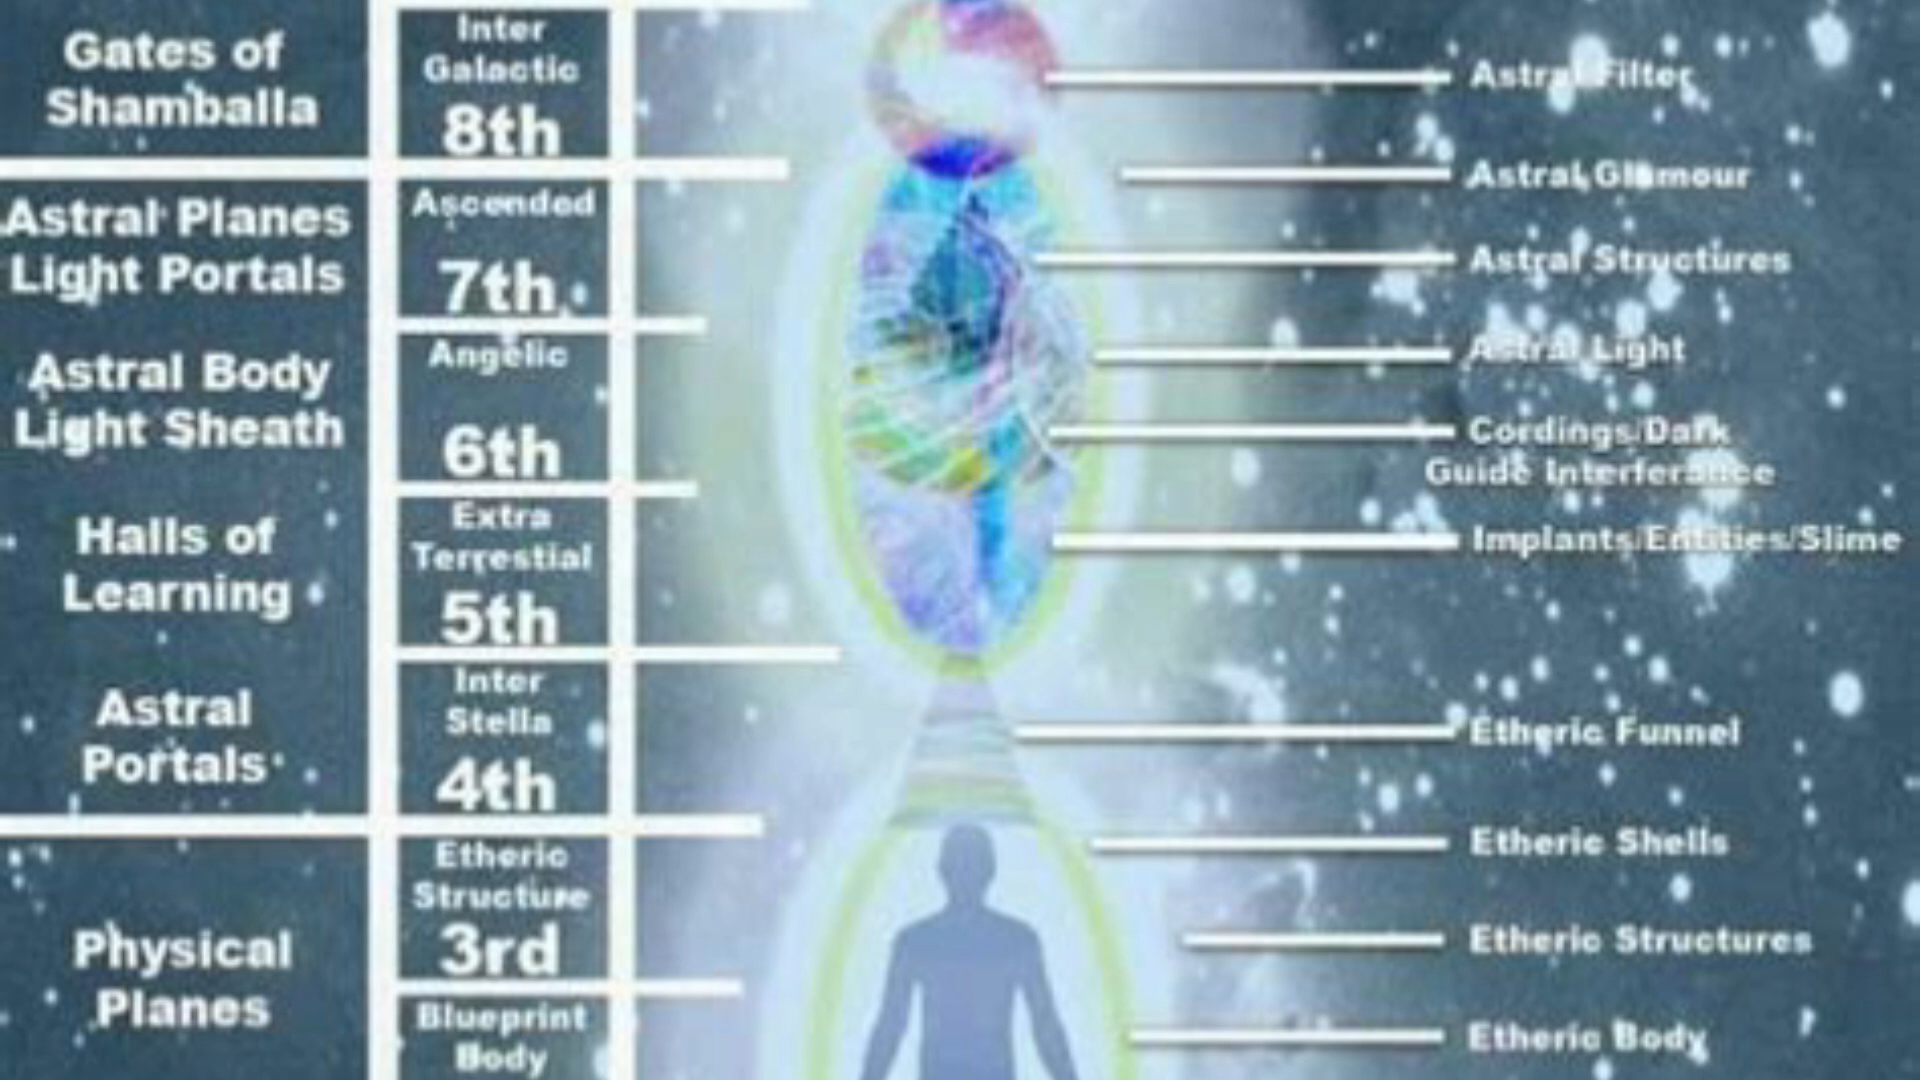 Gates of
Shamballa
Astral Planes
Light Portals
Astral Body
Light Sheath
Halls of
Learning
Astral
Portals
Physical
Planes
Inter
Galactic
8th
Ascended
7th
Angelic
6th
Extra
Terrestial
5th
Inter
Stella
4th
Etheric
Structure
3rd
Blueprint
Body
Astral Filter
Astral Glamour
Astral Structures
Astral Light
Cordings/Dark
Guide Interferance
Implants/Entities/Slime
Etheric Funnel
Etheric Shells
Etheric Structures
Etheric Body